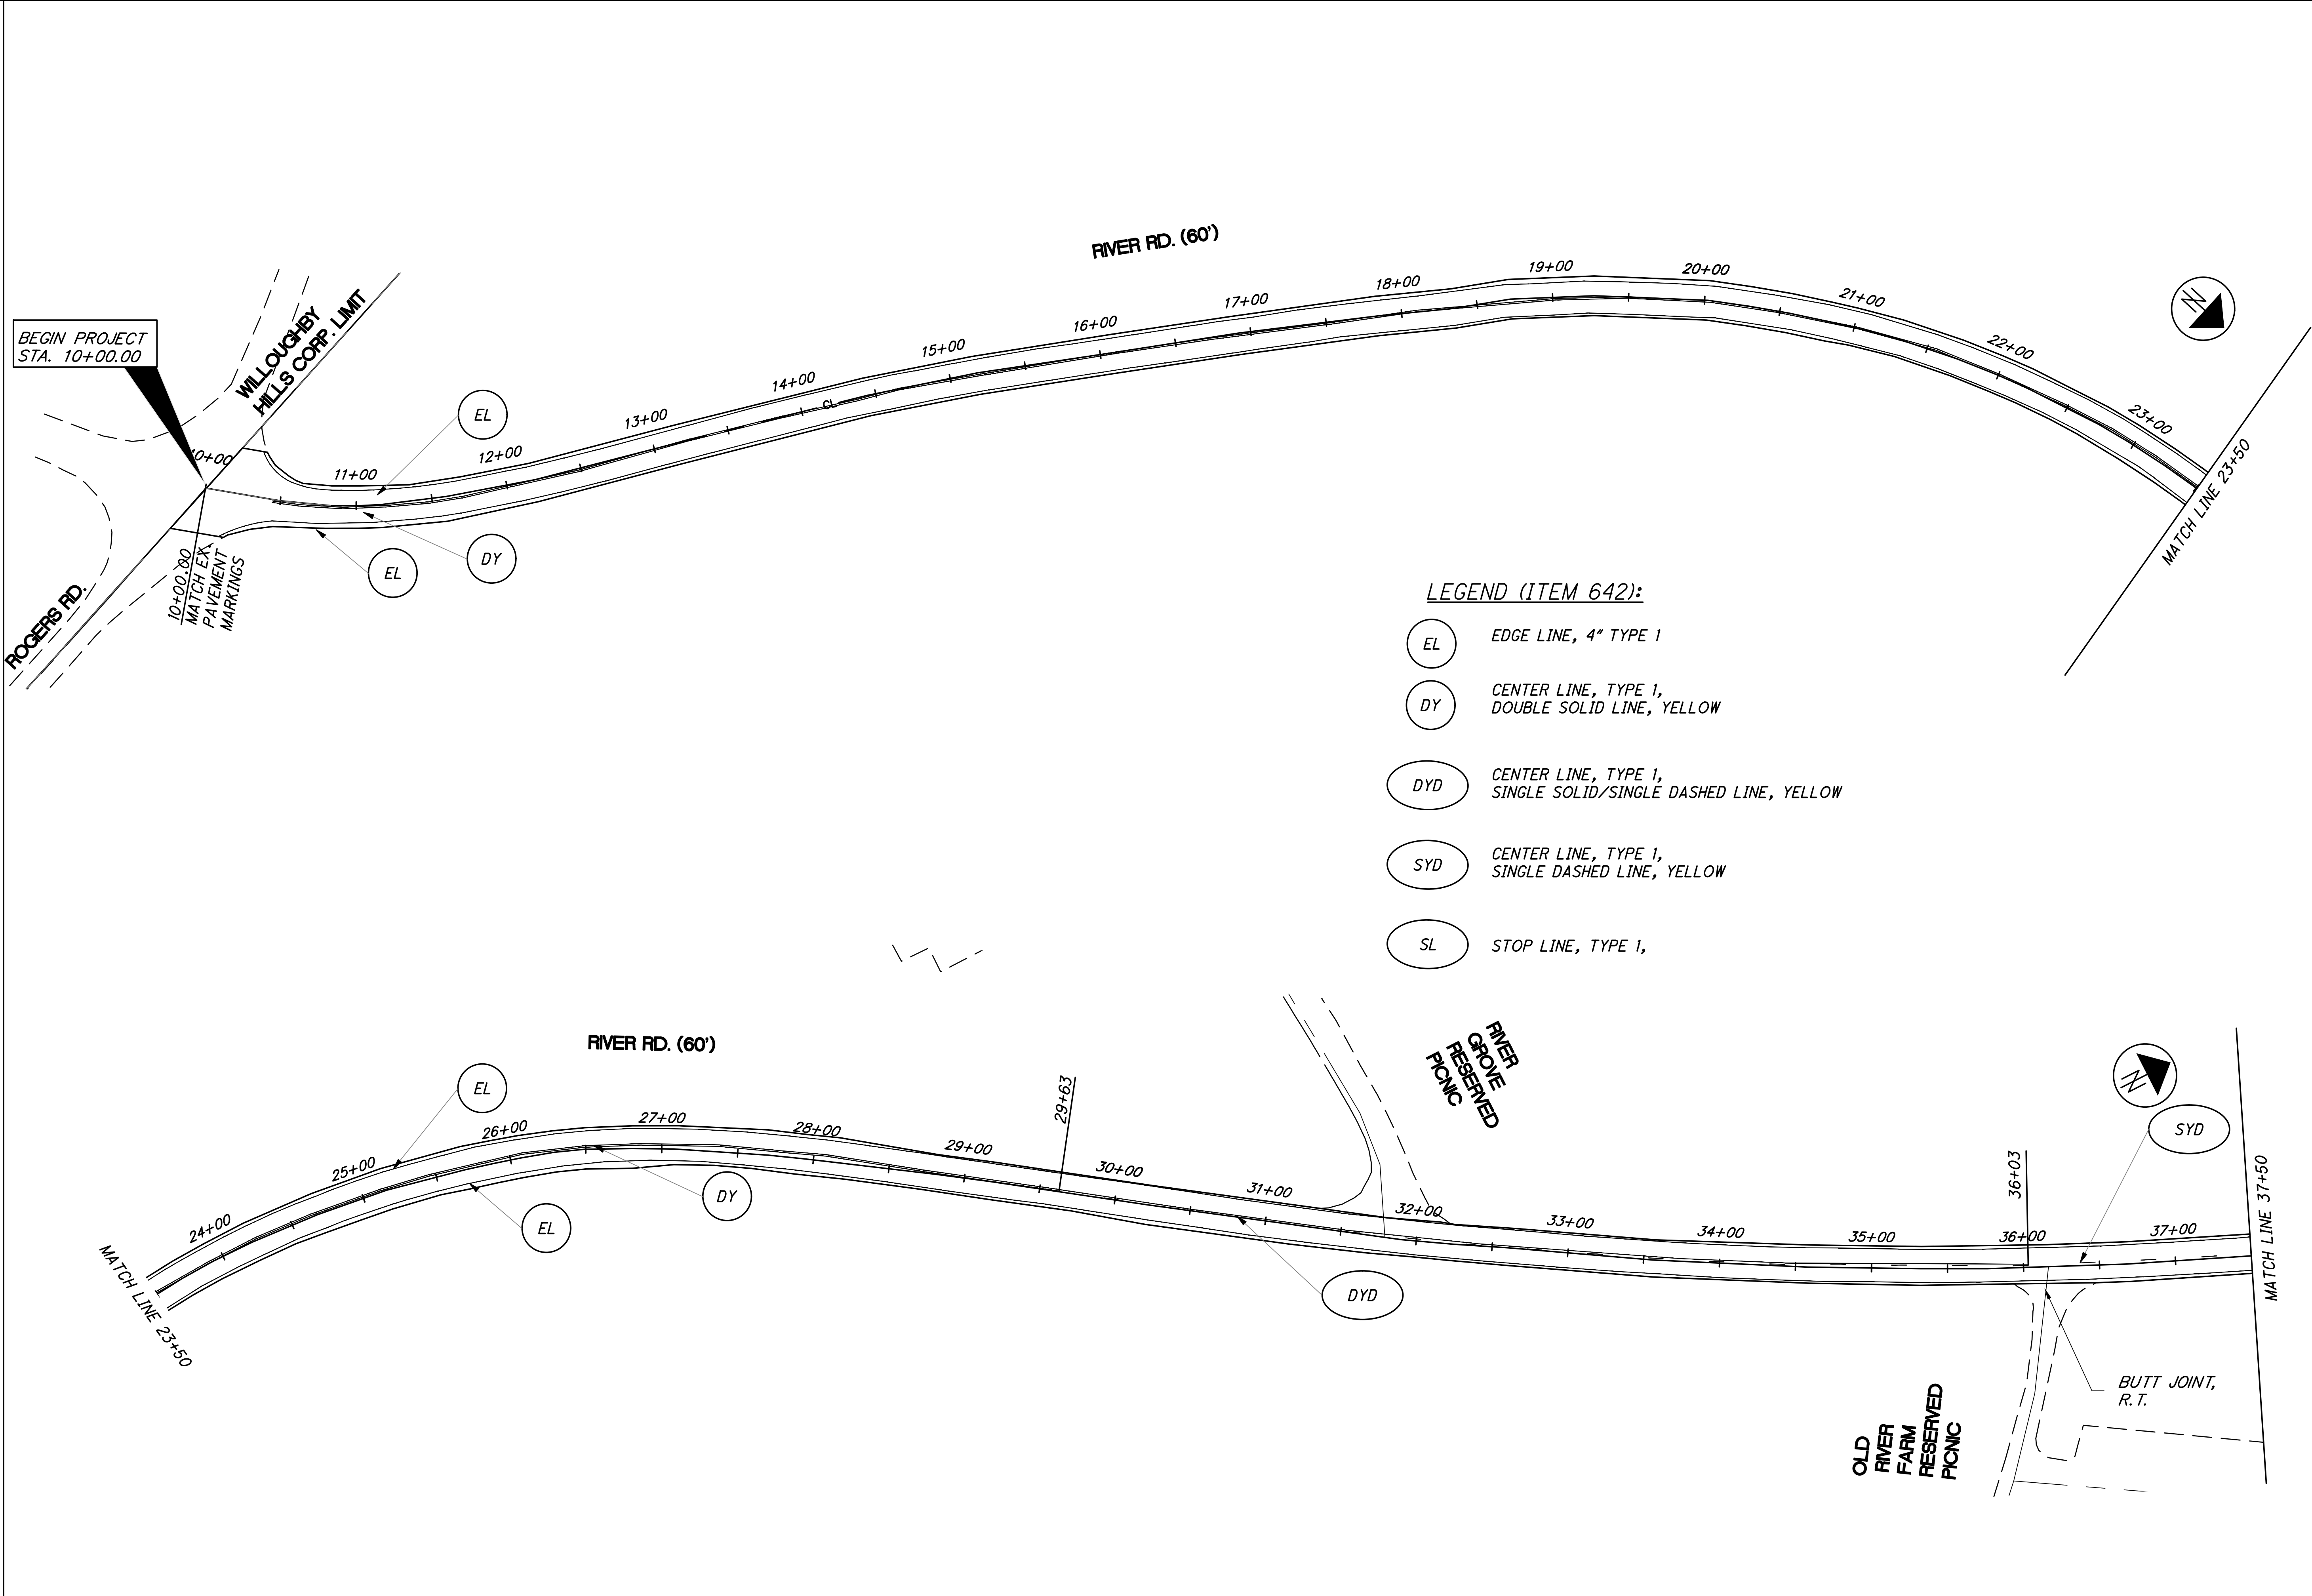 RIVER RD. (60')
BEGIN PROJECT
STA. 10+00.00
WILLOUGHBY
HILLS CORP. LIMIT
ROGERS RD.
10+00
11+00
12+00
13+00
14+00
15+00
16+00
17+00
18+00
19+00
20+00
21+00
22+00
23+00
CL
EL
EL
DY
10+00.00
MATCH EX.
PAVEMENT
MARKINGS
N
MATCH LINE 23+50
LEGEND (ITEM 642):
EL
EDGE LINE, 4" TYPE 1
DY
CENTER LINE, TYPE 1,
DOUBLE SOLID LINE, YELLOW
DYD
CENTER LINE, TYPE 1,
SINGLE SOLID/SINGLE DASHED LINE, YELLOW
SYD
CENTER LINE, TYPE 1,
SINGLE DASHED LINE, YELLOW
SL
STOP LINE, TYPE 1,
RIVER RD. (60')
MATCH LINE 23+50
24+00
25+00
26+00
27+00
28+00
29+00
30+00
31+00
32+00
33+00
34+00
35+00
36+00
37+00
EL
EL
DY
29+63
DYD
RIVER
GROVE
RESERVED
PICNIC
36+03
N
SYD
MATCH LINE 37+50
BUTT JOINT,
R.T.
OLD
RIVER
FARM
RESERVED
PICNIC